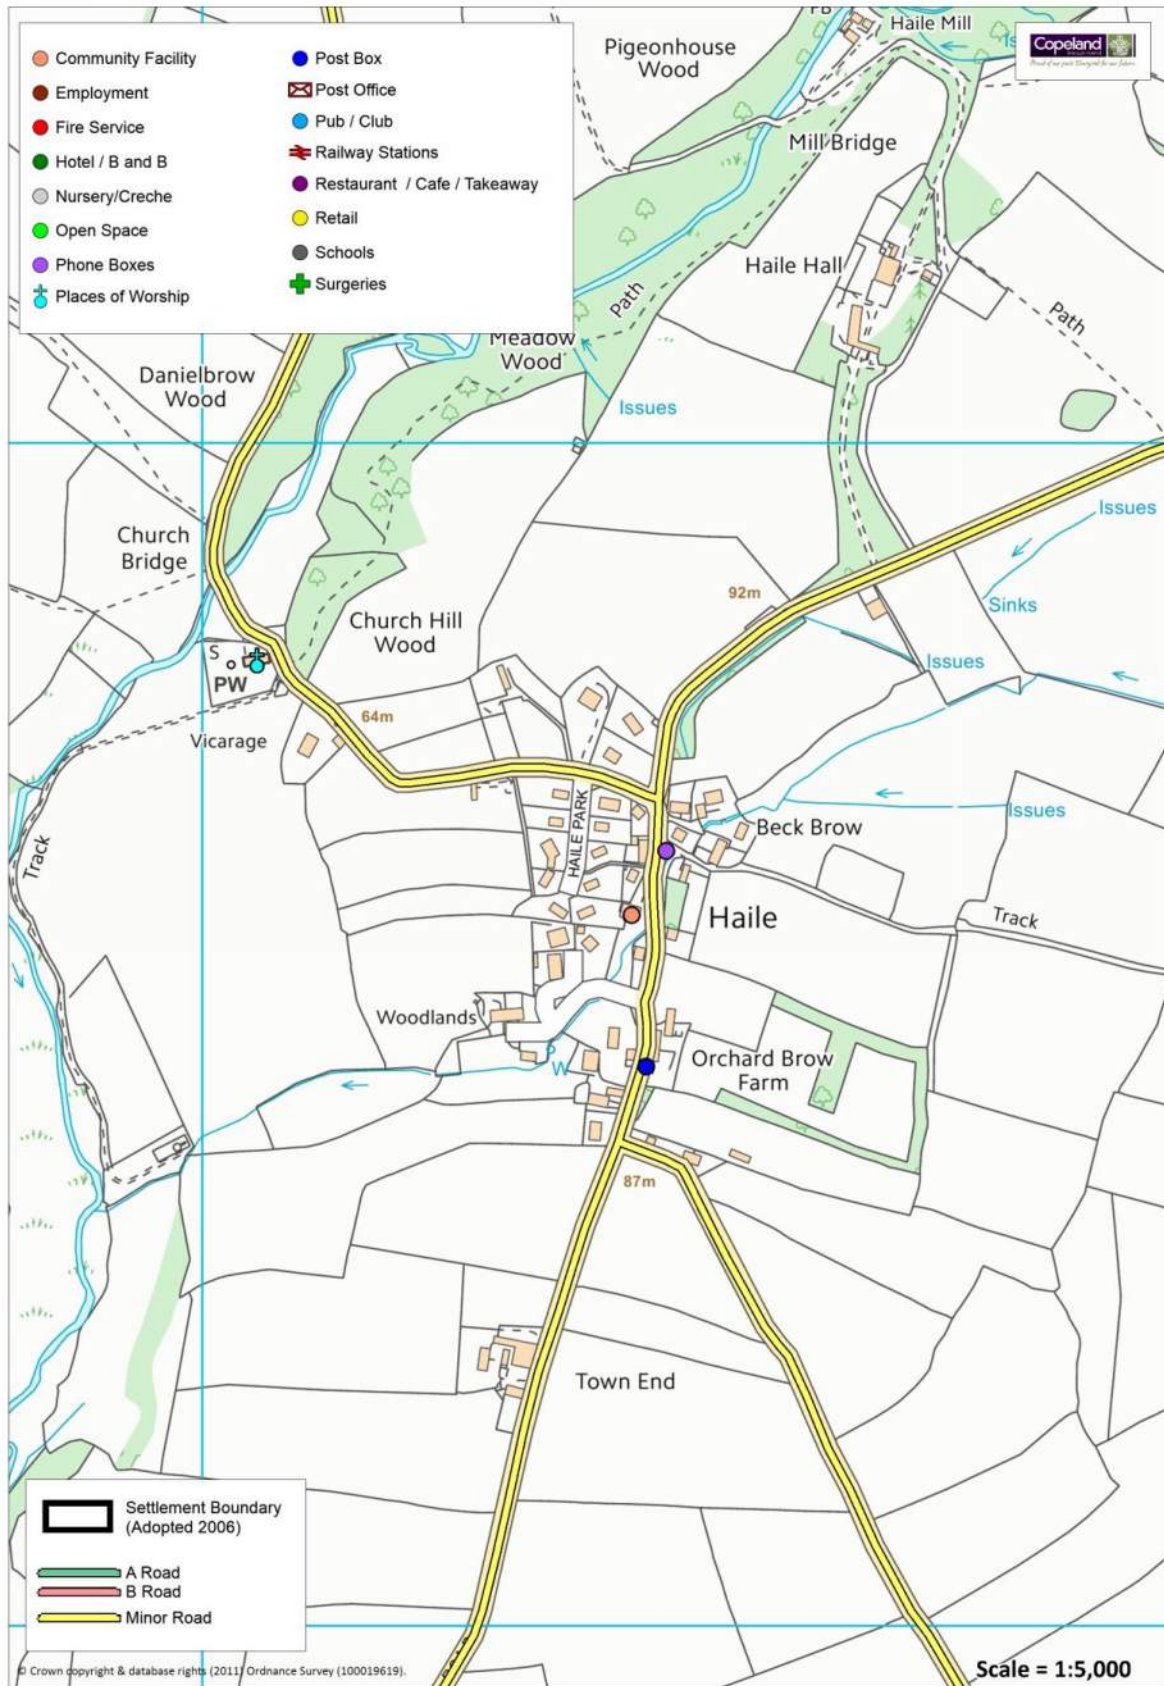 Community Facility
Employment
Fire Service
Hotel / B and B
Nursery/Creche
Open Space
Phone Boxes
Places of Worship
Post Box
Post Office
Pub / Club
Railway Stations
Restaurant / Cafe / Takeaway
Retail
Schools
Surgeries
FB
Haile Mill
Copeland
Pigeonhouse
Wood
Mill Bridge
Haile Hall
Path
Path
Meadow
Wood
Issues
Danielbrow
Wood
Church
Bridge
Issues
Sinks
92m
Church Hill
Wood
Issues
S
PW
64m
Vicarage
HAILE PARK
Issues
Beck Brow
Track
Haile
Track
Woodlands
W
Orchard Brow
Farm
87m
Town End
Settlement Boundary
(Adopted 2006)
A Road
B Road
Minor Road
© Crown copyright & database rights (2011) Ordnance Survey (100019619).
Scale = 1:5,000